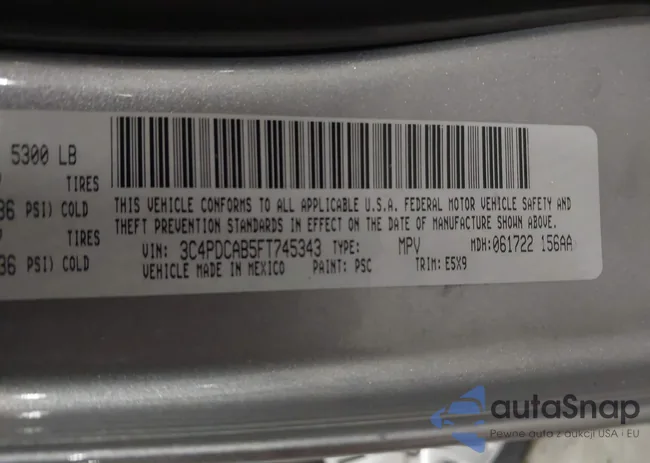 5300 LB
TIRES
36 PSI) COLD
TIRES
36 PSI) COLD
THIS VEHICLE CONFORMS TO ALL APPLICABLE U.S.A. FEDERAL MOTOR VEHICLE SAFETY AND
THEFT PREVENTION STANDARDS IN EFFECT ON THE DATE OF MANUFACTURE SHOWN ABOVE.
VIN: 3C4PDCAB5FT745343 TYPE: MPV MDH:061722 156AA
VEHICLE MADE IN MEXICO PAINT: PSC TRIM: E5X9
autaSnap
Pewne auta z aukcji USA i EU